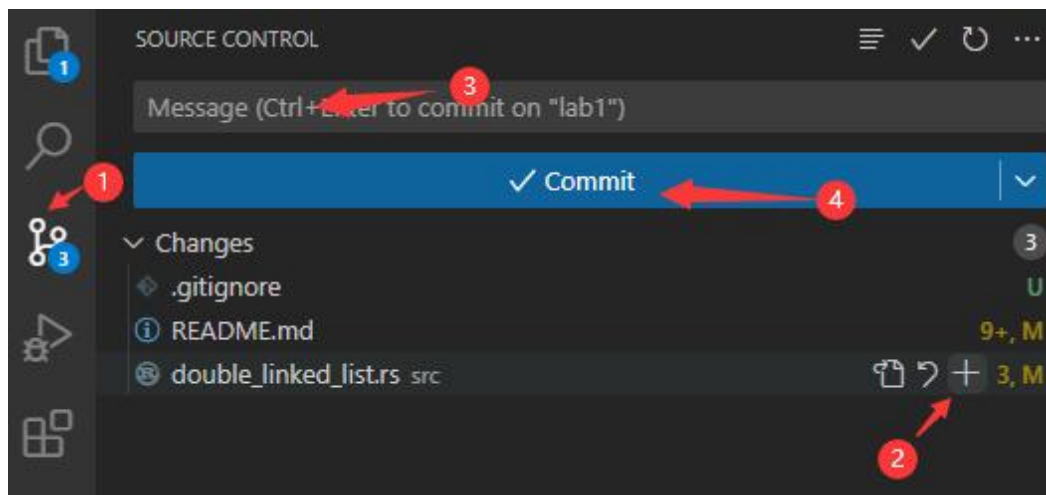 SOURCE CONTROL
1
3
Message (Ctrl+Enter to commit on "lab1")
1
Commit
4
3
Changes
3
.gitignore
U
README.md
9+, M
double_linked_list.rs src
3, M
2